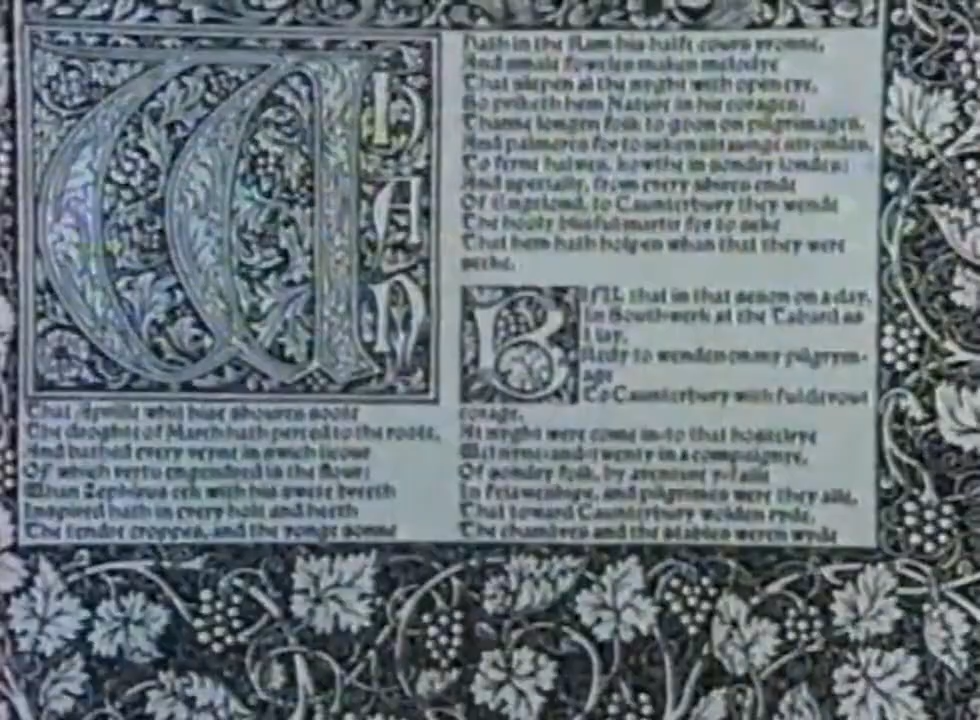 WHAN
That Aprille with hise shoures soote
The droghte of March hath perced to the roote,
And bathed every veyne in swich licour
Of which vertu engendred is the flour;
Whan Zephirus eek with his swete breeth
Inspired hath in every holt and heeth
The tendre croppes, and the yonge sonne
Hath in the Ram his halfe cours yronne,
And smale foweles maken melodye
That slepen al the nyght with open eye,
So priketh hem Nature in hir corages;
Thanne longen folk to goon on pilgrimages,
And palmeres for to seken straunge strondes,
To ferne halwes, kowthe in sondry londes;
And specially, from every shires ende
Of Engelond, to Caunterbury they wende
The hooly blisful martir for to seke
That hem hath holpen whan that they were
seeke.
BIFIL that in that seson on a day,
In Southwerk at the Tabard as
I lay,
Redy to wenden on my pilgrym-
age
To Caunterbury with ful devout
corage,
At nyght were come in-to that hostelrye
Wel nyne-and-twenty in a compaignye,
Of sondry folk, by aventure y-falle
In felaweshipe, and pilgrimes were they alle,
That toward Caunterbury wolden ryde.
The chambres and the stables weren wyde